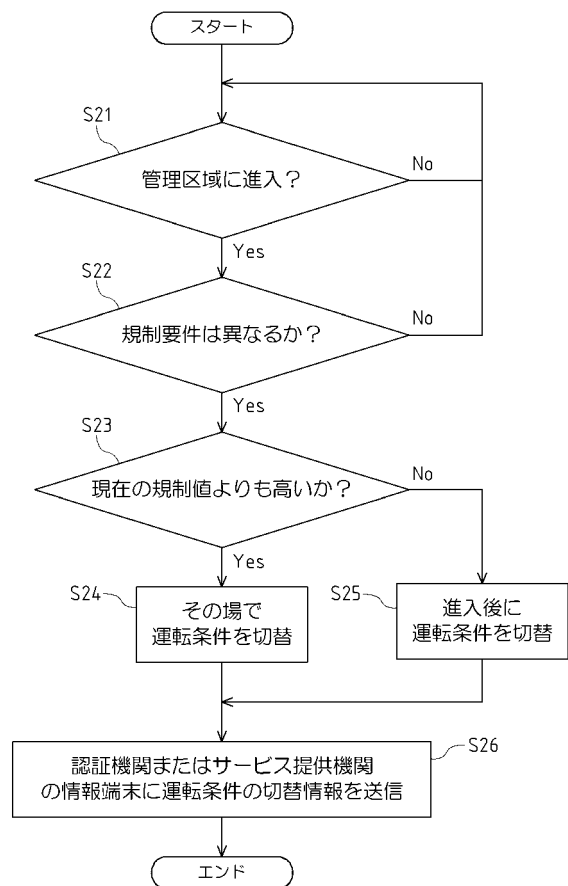 スタート
S21
管理区域に進入？
No
Yes
S22
規制要件は異なるか？
No
Yes
S23
現在の規制値よりも高いか？
No
Yes
S24
その場で
運転条件を切替
S25
進入後に
運転条件を切替
S26
認証機関またはサービス提供機関
の情報端末に運転条件の切替情報を送信
エンド